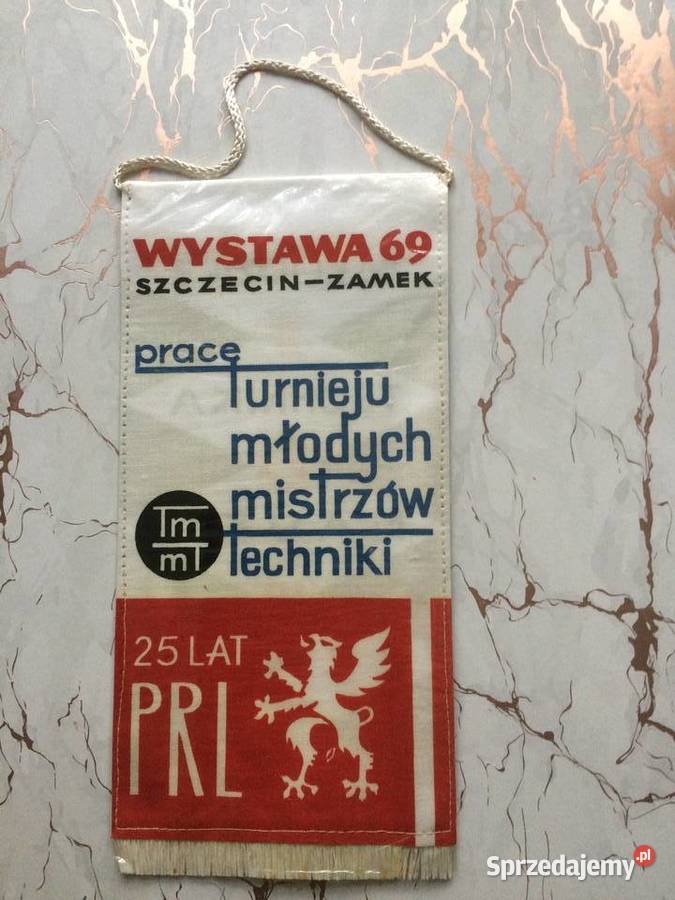 WYSTAWA 69
SZCZECIN-ZAMEK
prace
Turnieju
młodych
mistrzów
Techniki
Tm
mT
25 LAT
PRL
Sprzedajemy.pl